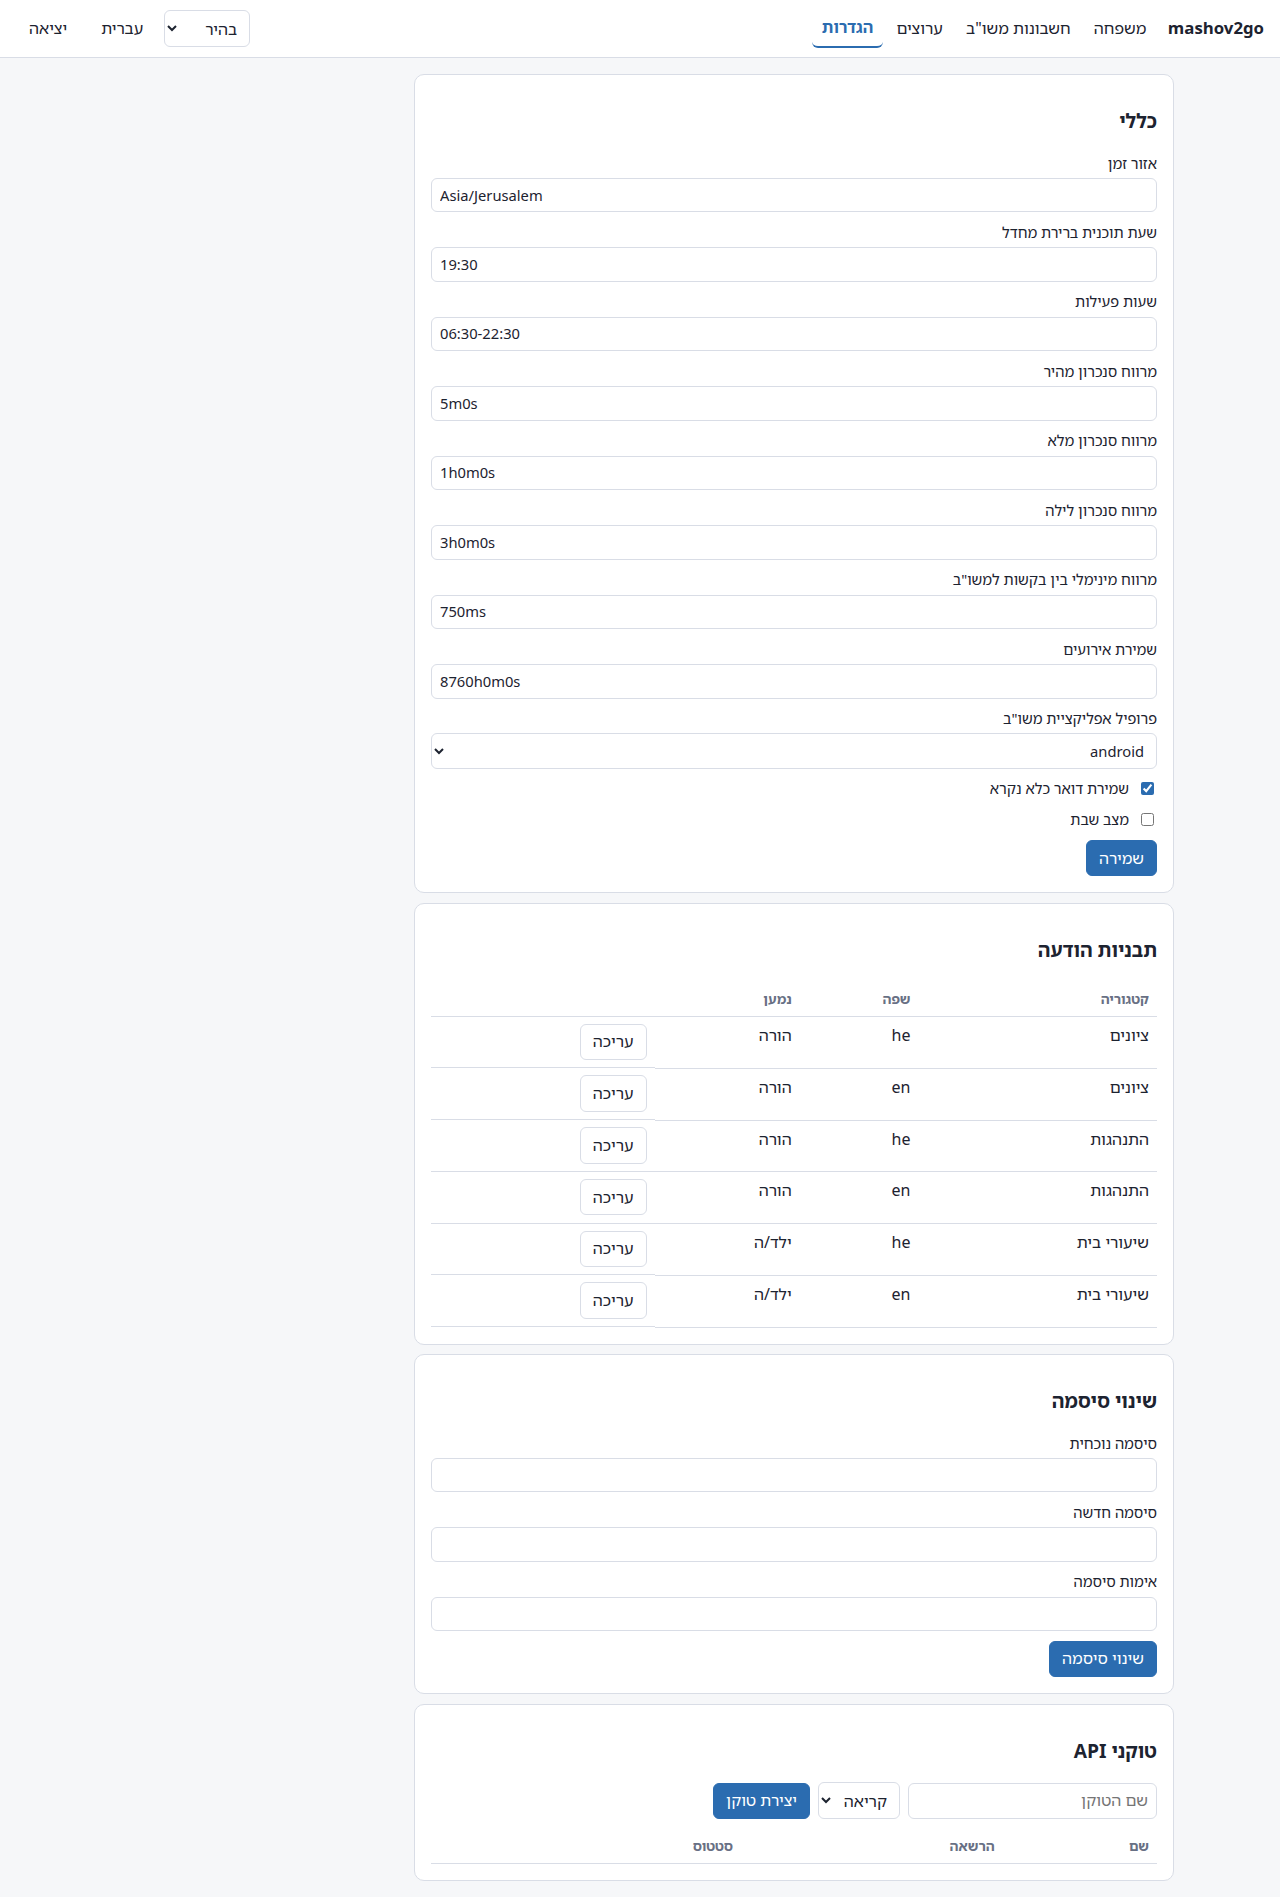 mashov2go משפחה חשבונות משו"ב ערוצים הגדרות בהיר עברית יציאה
כללי
אזור זמן
Asia/Jerusalem
שעת תוכנית ברירת מחדל
19:30
שעות פעילות
06:30-22:30
מרווח סנכרון מהיר
5m0s
מרווח סנכרון מלא
1h0m0s
מרווח סנכרון לילה
3h0m0s
מרווח מינימלי בין בקשות למשו"ב
750ms
שמירת אירועים
8760h0m0s
פרופיל אפליקציית משו"ב
android
שמירת דואר כלא נקרא
מצב שבת
שמירה
תבניות הודעה
קטגוריה שפה נמען
ציונים he הורה עריכה
ציונים en הורה עריכה
התנהגות he הורה עריכה
התנהגות en הורה עריכה
שיעורי בית he ילד/ה עריכה
שיעורי בית en ילד/ה עריכה
שינוי סיסמה
סיסמה נוכחית
סיסמה חדשה
אימות סיסמה
שינוי סיסמה
טוקני API
שם הטוקן קריאה יצירת טוקן
שם הרשאה סטטוס